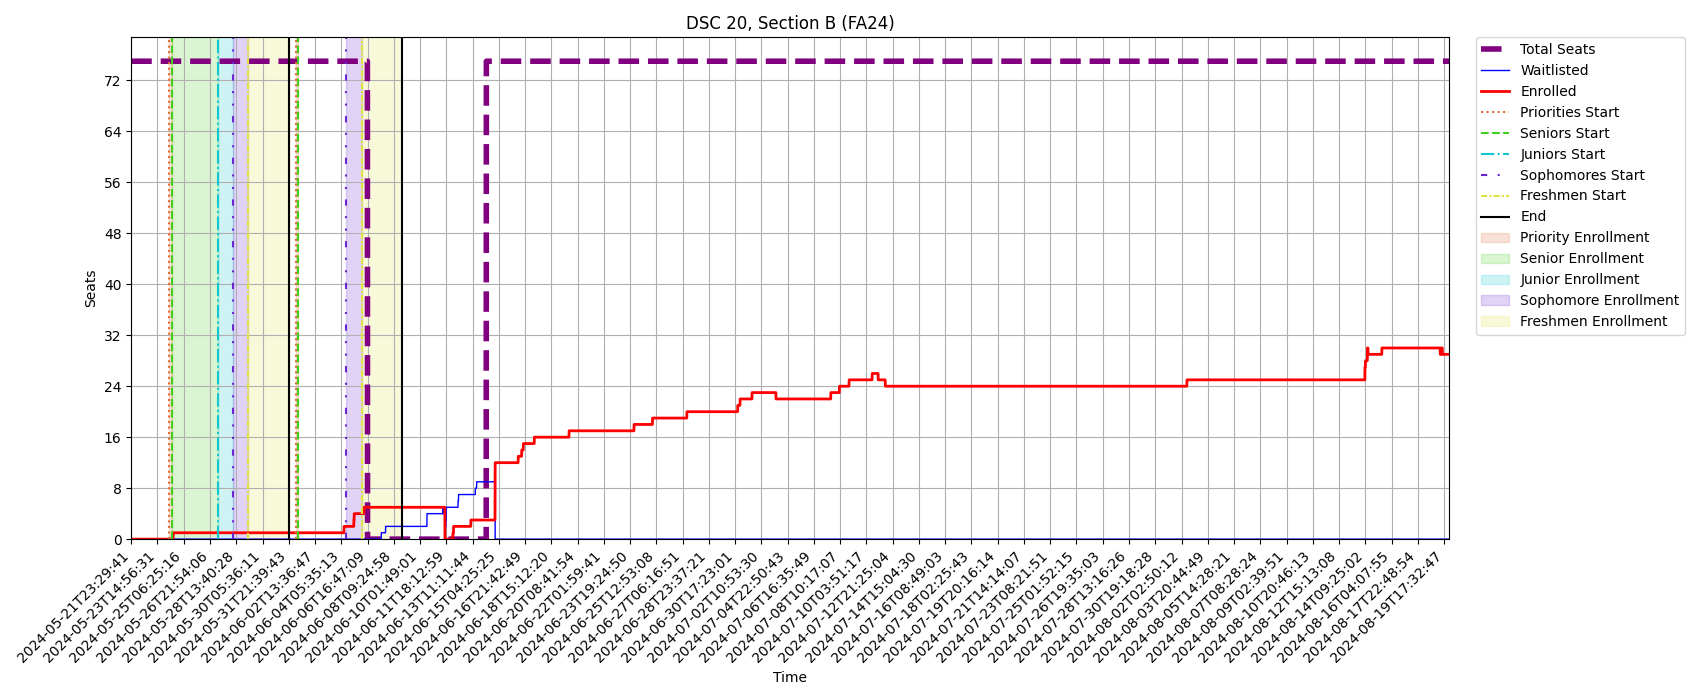 DSC 20, Section B (FA24)
Seats
72
64
56
48
40
32
24
16
8
0
2024-05-21T23:29:41
2024-05-23T14:56:31
2024-05-25T06:25:16
2024-05-26T21:54:06
2024-05-28T13:40:28
2024-05-30T05:36:11
2024-05-31T21:39:43
2024-06-02T13:36:47
2024-06-04T05:35:13
2024-06-06T16:47:09
2024-06-08T09:24:58
2024-06-10T01:49:01
2024-06-11T18:12:59
2024-06-13T11:11:44
2024-06-15T04:25:25
2024-06-16T21:42:49
2024-06-18T15:12:20
2024-06-20T08:41:54
2024-06-22T01:59:41
2024-06-23T19:24:50
2024-06-25T12:53:08
2024-06-27T06:16:51
2024-06-28T23:37:21
2024-06-30T17:23:01
2024-07-02T10:53:30
2024-07-04T22:50:43
2024-07-06T16:35:49
2024-07-08T10:17:07
2024-07-10T03:51:17
2024-07-12T21:25:04
2024-07-14T15:04:30
2024-07-16T08:49:03
2024-07-18T02:25:43
2024-07-19T20:16:14
2024-07-21T14:14:07
2024-07-23T08:21:51
2024-07-25T01:52:15
2024-07-26T19:35:03
2024-07-28T13:16:26
2024-07-30T19:18:28
2024-08-02T02:50:12
2024-08-03T20:44:49
2024-08-05T14:28:21
2024-08-07T08:28:24
2024-08-09T02:39:51
2024-08-10T20:46:13
2024-08-12T15:13:08
2024-08-14T09:25:02
2024-08-16T04:07:55
2024-08-17T22:48:54
2024-08-19T17:32:47
Time
Total Seats
Waitlisted
Enrolled
Priorities Start
Seniors Start
Juniors Start
Sophomores Start
Freshmen Start
End
Priority Enrollment
Senior Enrollment
Junior Enrollment
Sophomore Enrollment
Freshmen Enrollment